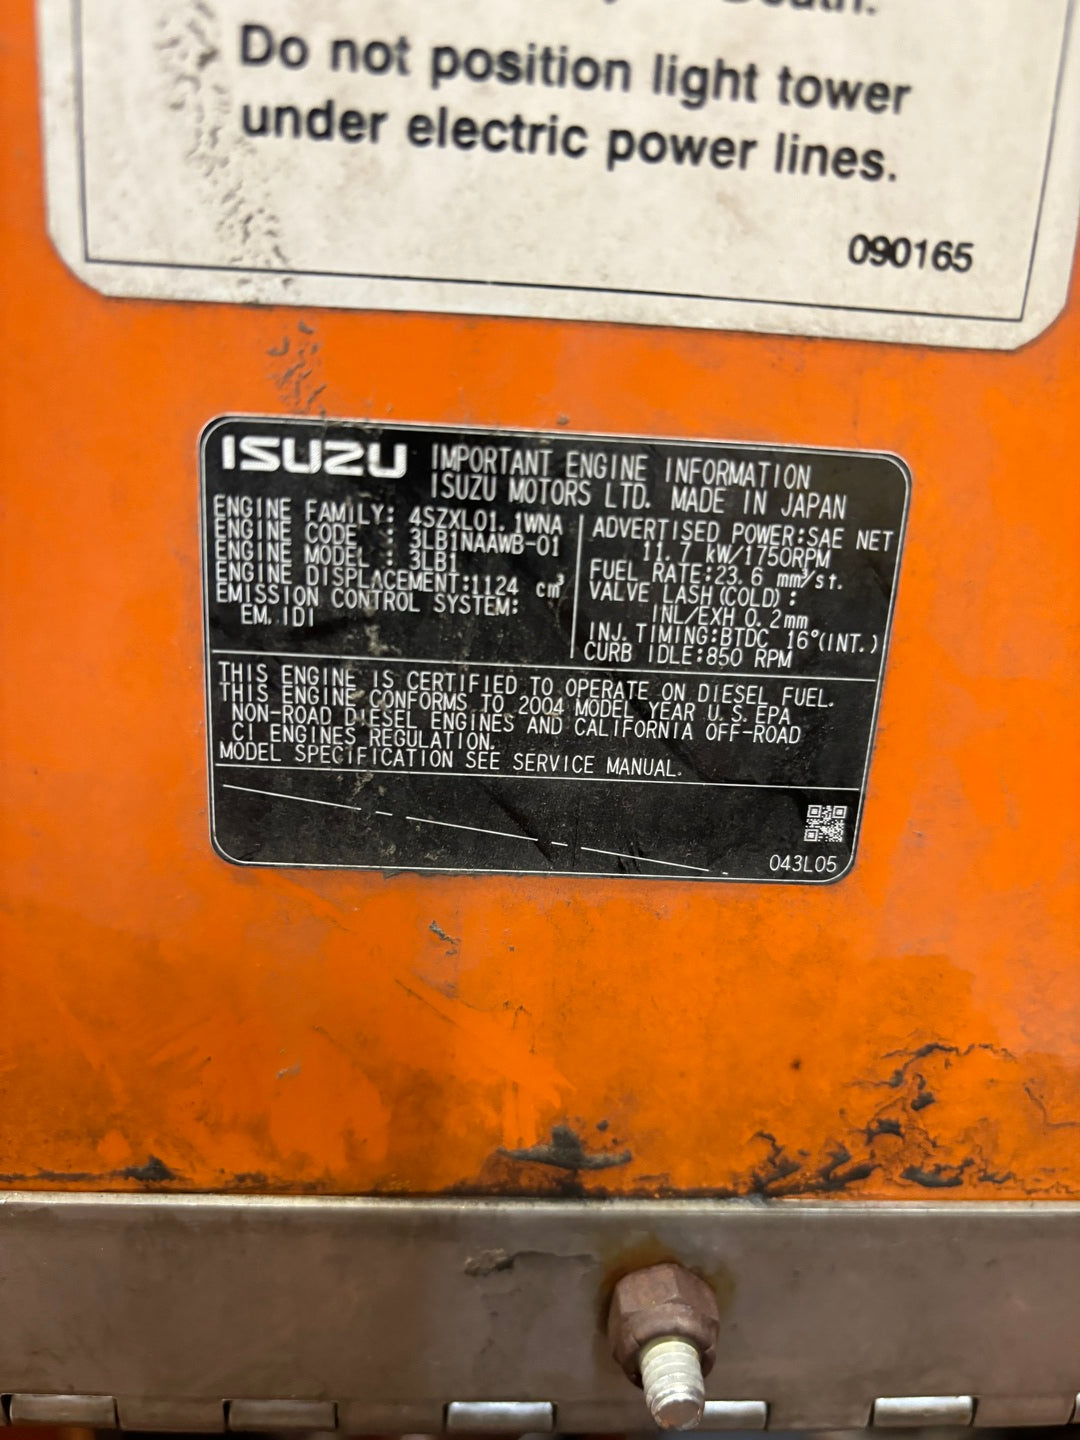 Death.
Do not position light tower
under electric power lines.
090165
ISUZU IMPORTANT ENGINE INFORMATION
ISUZU MOTORS LTD. MADE IN JAPAN
ENGINE FAMILY: 4SZXL01.1WNA
ENGINE CODE : 3LB1NAAWB-01
ENGINE MODEL : 3LB1
ENGINE DISPLACEMENT:1124 cm³
EMISSION CONTROL SYSTEM:
EM, IDI
ADVERTISED POWER:SAE NET
11.7 kW/1750RPM
FUEL RATE:23.6 mm³/st.
VALVE LASH(COLD):
INL/EXH 0.2mm
INJ. TIMING:BTDC 16°(INT.)
CURB IDLE:850 RPM
THIS ENGINE IS CERTIFIED TO OPERATE ON DIESEL FUEL.
THIS ENGINE CONFORMS TO 2004 MODEL YEAR U.S.EPA
NON-ROAD DIESEL ENGINES AND CALIFORNIA OFF-ROAD
CI ENGINES REGULATION.
MODEL SPECIFICATION SEE SERVICE MANUAL.
043L05